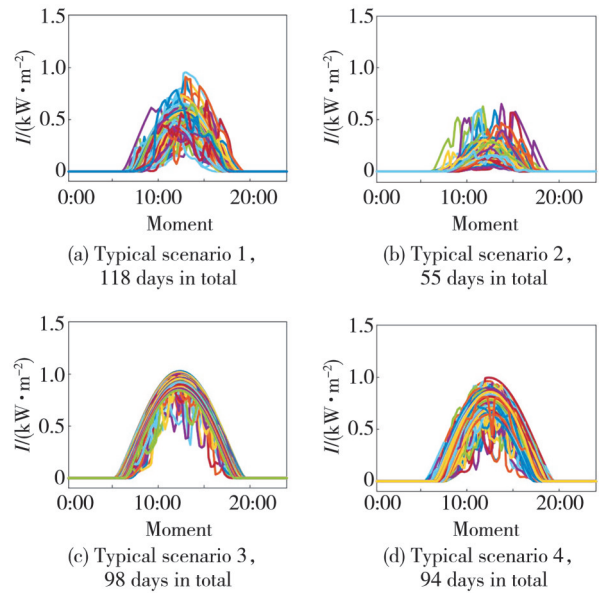 1.5
1.0
0.5
0
I/(kW • m⁻²)
0:00 10:00 20:00
Moment
(a) Typical scenario 1,
118 days in total
1.5
1.0
0.5
0
I/(kW • m⁻²)
0:00 10:00 20:00
Moment
(b) Typical scenario 2,
55 days in total
1.5
1.0
0.5
0
I/(kW • m⁻²)
0:00 10:00 20:00
Moment
(c) Typical scenario 3,
98 days in total
1.5
1.0
0.5
0
I/(kW • m⁻²)
0:00 10:00 20:00
Moment
(d) Typical scenario 4,
94 days in total